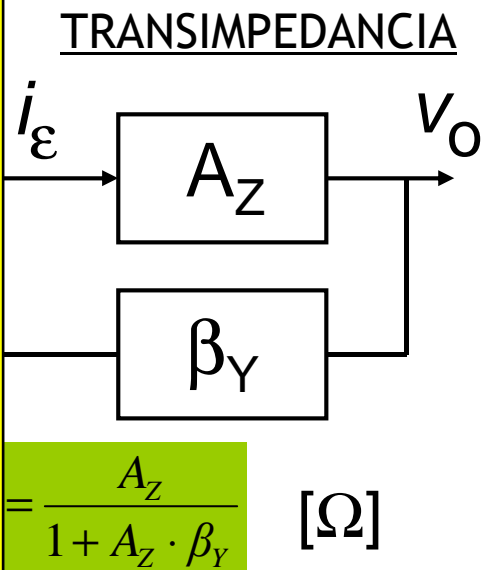 TRANSIMPEDANCIA
iε
vo
AZ
βY
= AZ / (1 + AZ · βY) [Ω]